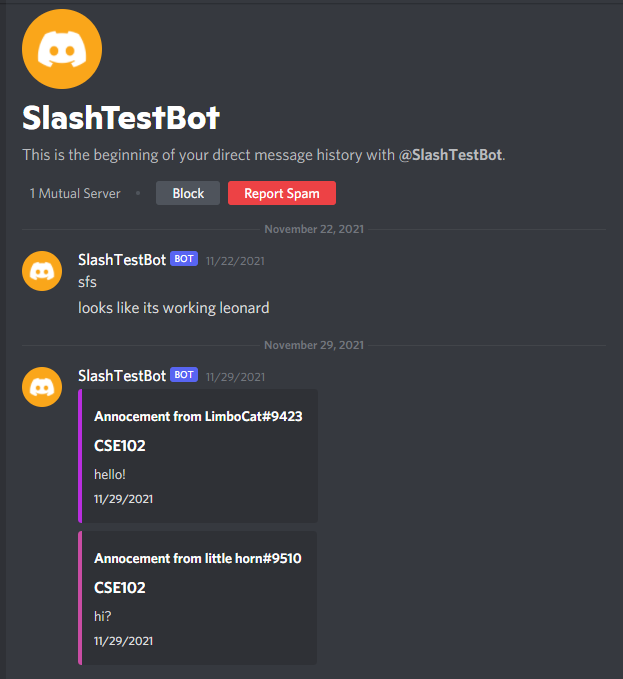 SlashTestBot
This is the beginning of your direct message history with @SlashTestBot.
1 Mutual Server • Block Report Spam
November 22, 2021
SlashTestBot BOT 11/22/2021
sfs
looks like its working leonard
November 29, 2021
SlashTestBot BOT 11/29/2021
Annocement from LimboCat#9423
CSE102
hello!
11/29/2021
Annocement from little horn#9510
CSE102
hi?
11/29/2021